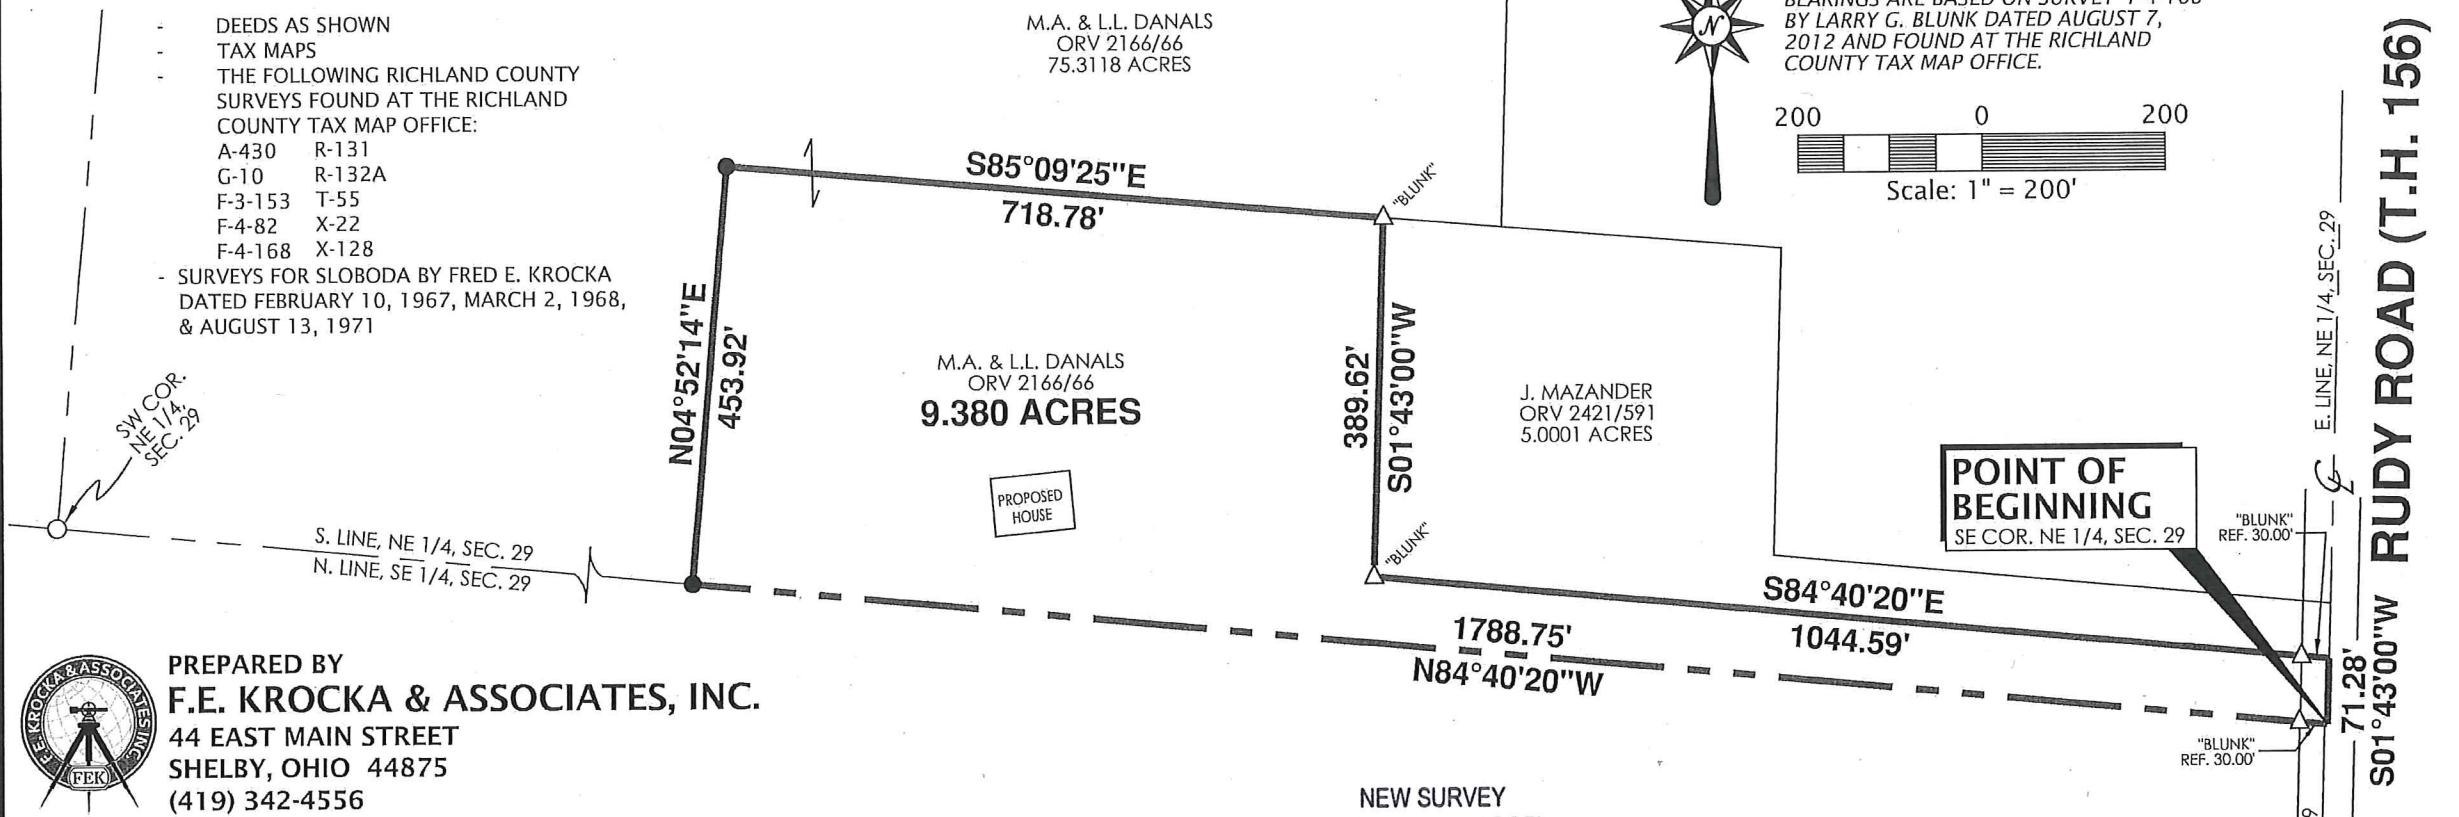 - DEEDS AS SHOWN
- TAX MAPS
- THE FOLLOWING RICHLAND COUNTY
SURVEYS FOUND AT THE RICHLAND
COUNTY TAX MAP OFFICE:
A-430 R-131
G-10 R-132A
F-3-153 T-55
F-4-82 X-22
F-4-168 X-128
- SURVEYS FOR SLOBODA BY FRED E. KROCKA
DATED FEBRUARY 10, 1967, MARCH 2, 1968,
& AUGUST 13, 1971
M.A. & L.L. DANALS
ORV 2166/66
75.3118 ACRES
N
BY LARRY G. BLUNK DATED AUGUST 7,
2012 AND FOUND AT THE RICHLAND
COUNTY TAX MAP OFFICE.
200 0 200
Scale: 1" = 200'
S85°09'25"E
718.78'
"BLUNK"
N04°52'14"E
453.92'
M.A. & L.L. DANALS
ORV 2166/66
9.380 ACRES
PROPOSED
HOUSE
389.62'
S01°43'00"W
"BLUNK"
J. MAZANDER
ORV 2421/591
5.0001 ACRES
SW COR.
NE 1/4,
SEC. 29
S. LINE, NE 1/4, SEC. 29
N. LINE, SE 1/4, SEC. 29
POINT OF
BEGINNING
SE COR. NE 1/4, SEC. 29
"BLUNK"
REF. 30.00'
E. LINE, NE 1/4, SEC. 29
RUDY ROAD (T.H. 156)
S84°40'20"E
1044.59'
1788.75'
N84°40'20"W
71.28'
S01°43'00"W
"BLUNK"
REF. 30.00'
F.E. KROCKA & ASSOCIATES INC.
FEK
PREPARED BY
F.E. KROCKA & ASSOCIATES, INC.
44 EAST MAIN STREET
SHELBY, OHIO 44875
(419) 342-4556
NEW SURVEY